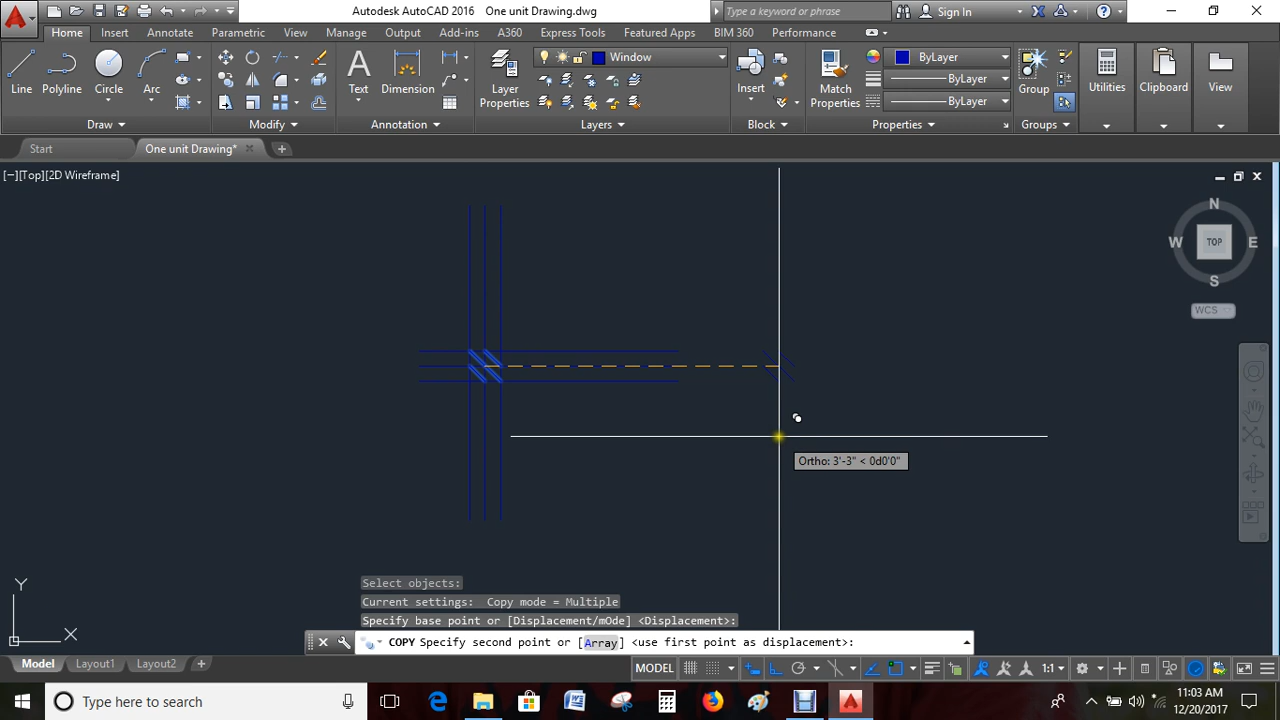 Autodesk AutoCAD 2016 One unit Drawing.dwg
Type a keyword or phrase
Sign In
Home Insert Annotate Parametric View Manage Output Add-ins A360 Express Tools Featured Apps BIM 360 Performance
Line Polyline Circle Arc
Text Dimension
Layer Properties
Window
Insert
Match Properties
ByLayer
ByLayer
ByLayer
Group
Utilities
Clipboard
View
Draw Modify Annotation Layers Block Properties Groups
Start One unit Drawing*
[−][Top][2D Wireframe]
N
W TOP E
S
WCS
Ortho: 3'-3" < 0d0'0"
Y
X
Select objects:
Current settings: Copy mode = Multiple
Specify base point or [Displacement/mOde] <Displacement>:
COPY Specify second point or [Array] <use first point as displacement>:
Model Layout1 Layout2
MODEL
1:1
Type here to search
11:03 AM
12/20/2017